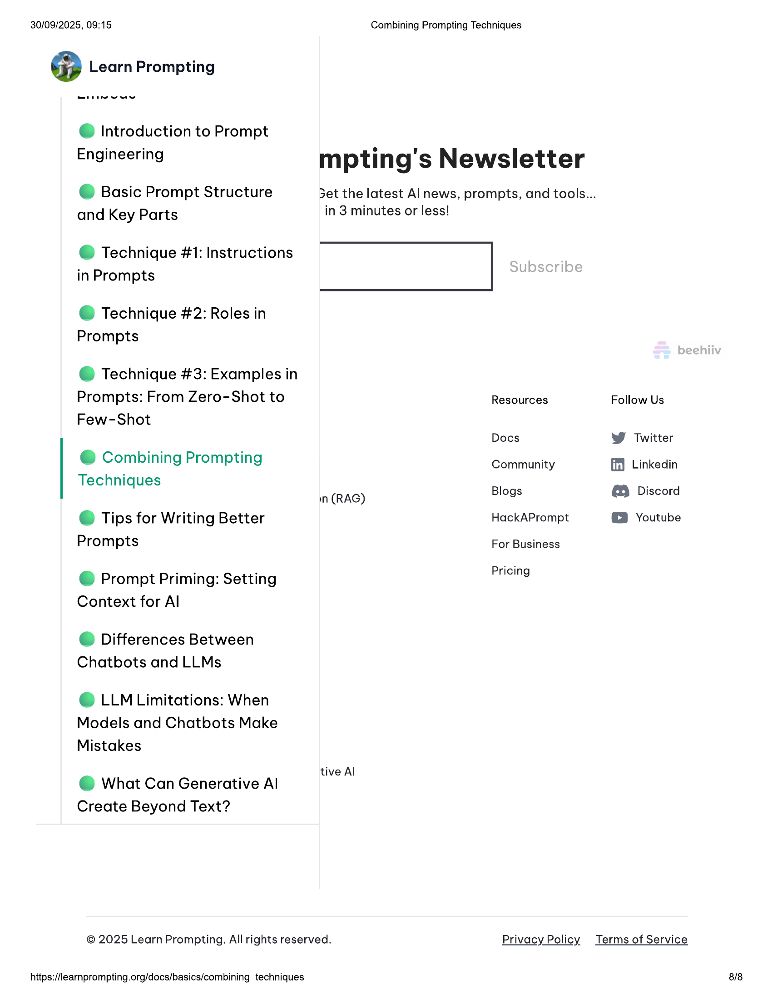 30/09/2025, 09:15
Combining Prompting Techniques
Learn Prompting
Introduction to Prompt
Engineering
Basic Prompt Structure
and Key Parts
Technique #1: Instructions
in Prompts
Technique #2: Roles in
Prompts
Technique #3: Examples in
Prompts: From Zero-Shot to
Few-Shot
Combining Prompting
Techniques
Tips for Writing Better
Prompts
Prompt Priming: Setting
Context for AI
Differences Between
Chatbots and LLMs
LLM Limitations: When
Models and Chatbots Make
Mistakes
What Can Generative AI
Create Beyond Text?
mpting's Newsletter
Get the latest AI news, prompts, and tools...
in 3 minutes or less!
Subscribe
beehiiv
(RAG)
tive AI
Resources
Docs
Community
Blogs
HackAPrompt
For Business
Pricing
Follow Us
Twitter
Linkedin
Discord
Youtube
© 2025 Learn Prompting. All rights reserved.
Privacy Policy
Terms of Service
https://learnprompting.org/docs/basics/combining_techniques
8/8